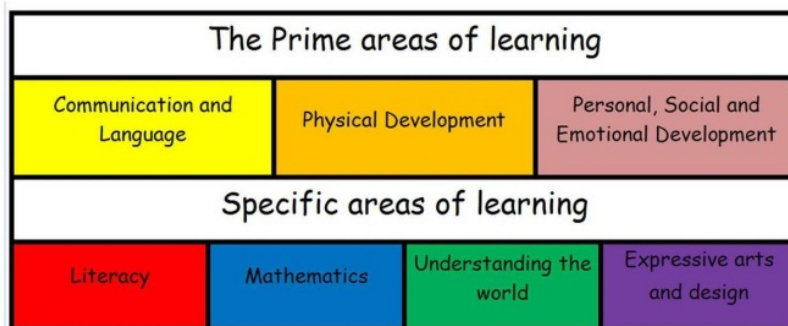 The Prime areas of learning
Communication and
Language
Physical Development
Personal, Social and
Emotional Development
Specific areas of learning
Literacy
Mathematics
Understanding the
world
Expressive arts
and design